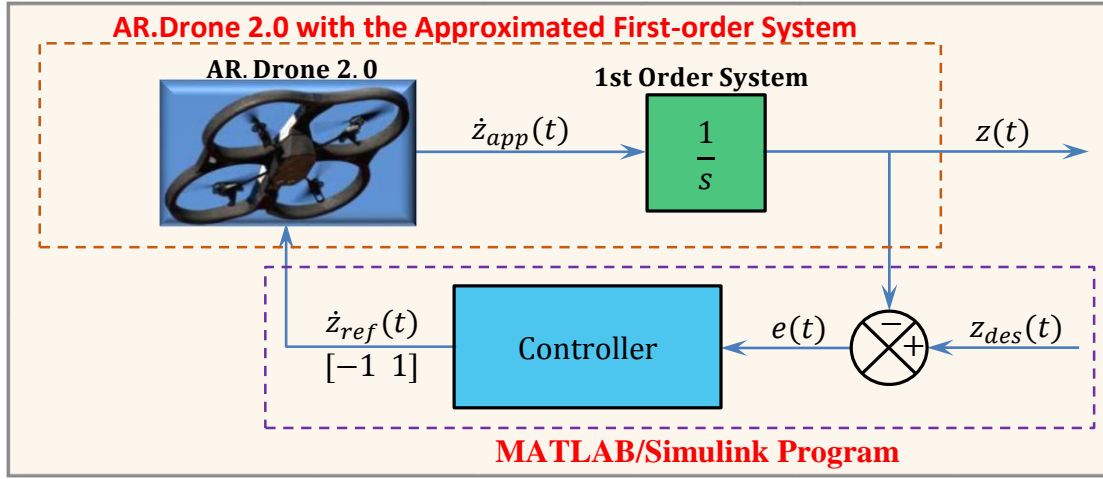 AR.Drone 2.0 with the Approximated First-order System
AR. Drone 2. 0
1st Order System
ż_app(t)
1/s
z(t)
ż_ref(t)
[−1 1]
Controller
e(t)
−
+
z_des(t)
MATLAB/Simulink Program